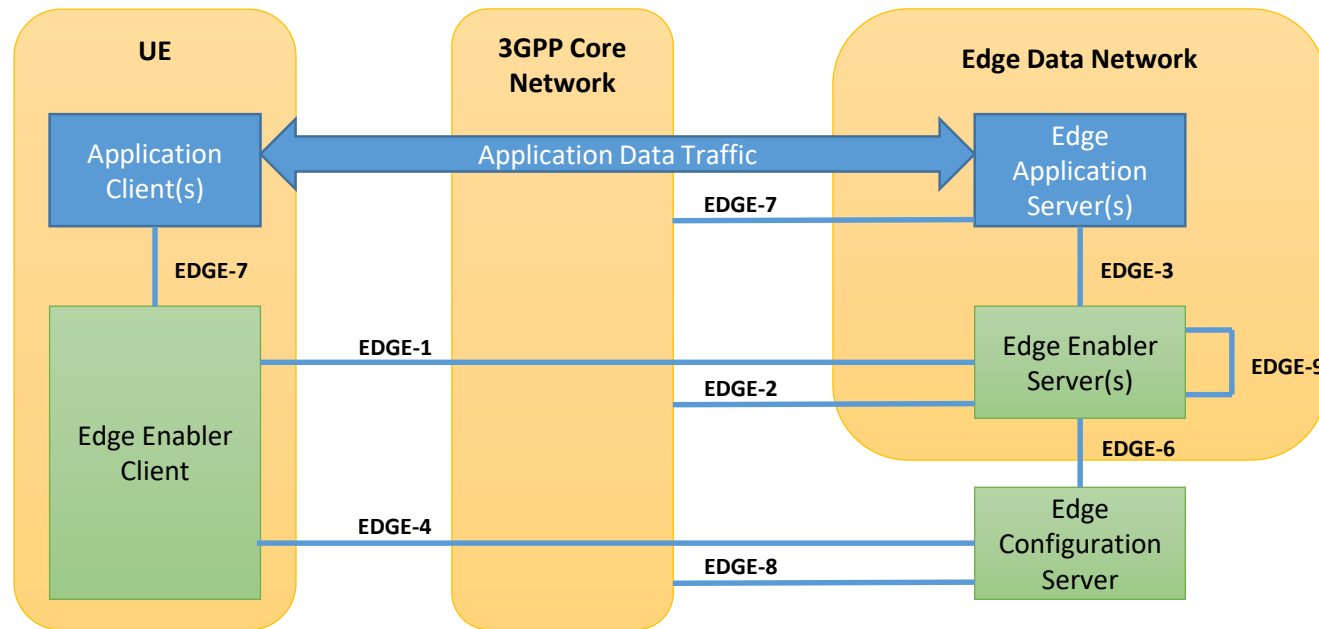 UE
3GPP Core
Network
Edge Data Network
Application
Client(s)
Application Data Traffic
Edge
Application
Server(s)
EDGE-7
EDGE-7
EDGE-3
EDGE-1
Edge Enabler
Server(s)
EDGE-9
EDGE-2
Edge Enabler
Client
EDGE-6
EDGE-4
Edge
Configuration
Server
EDGE-8